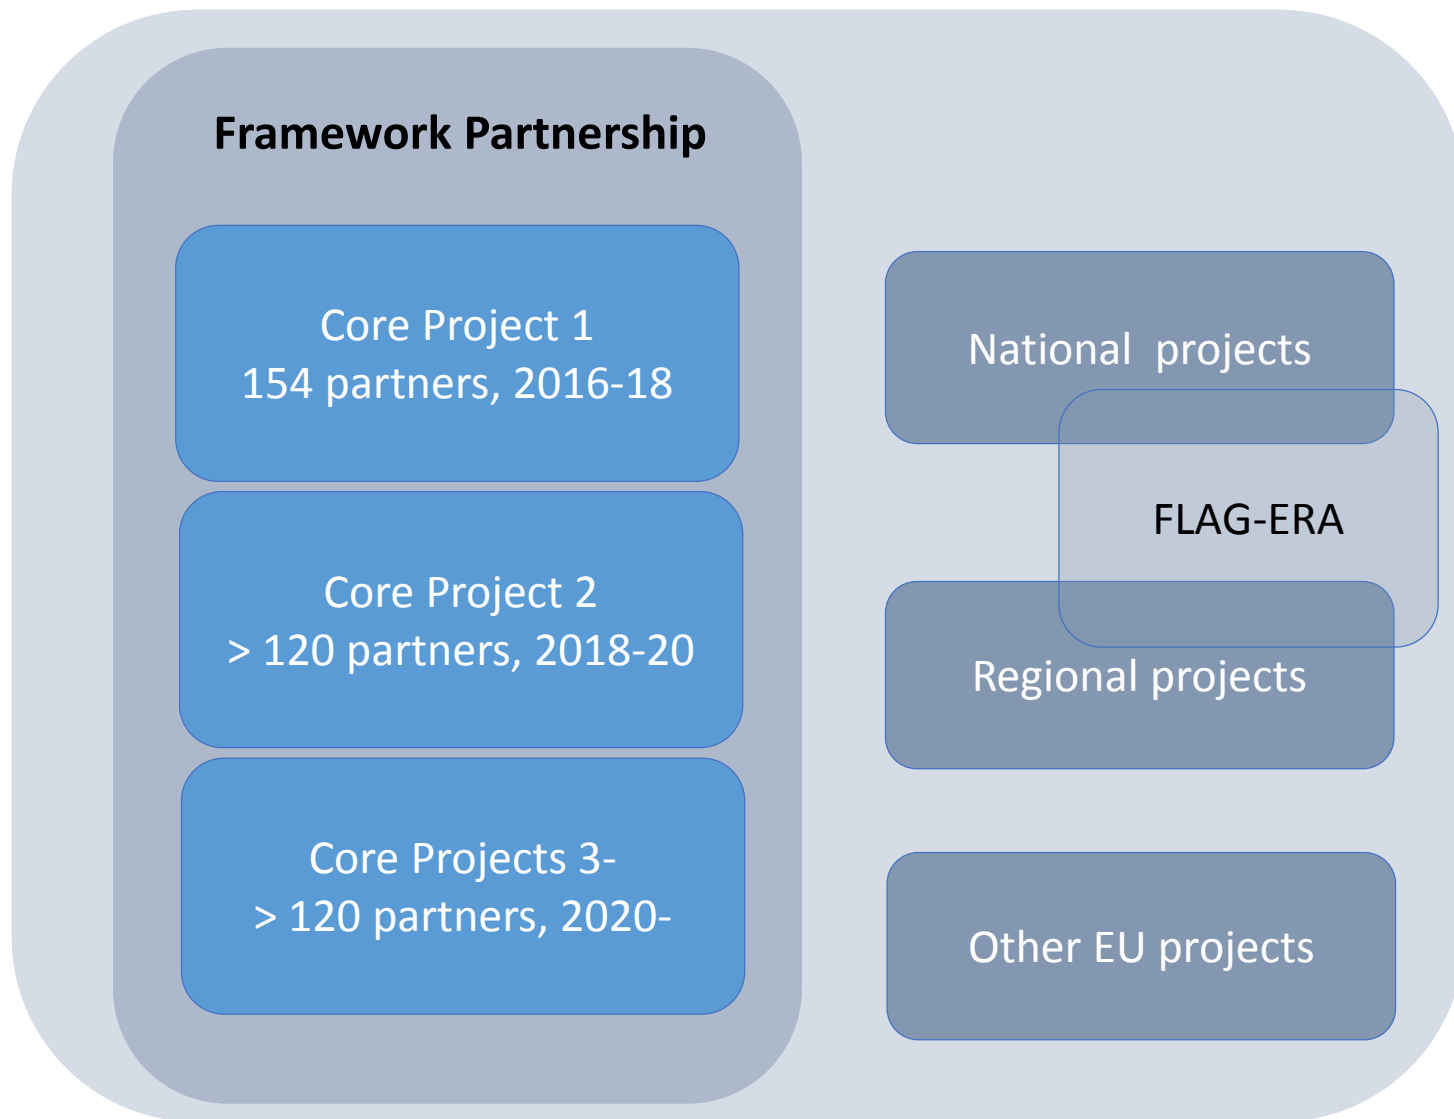 Framework Partnership
Core Project 1
154 partners, 2016-18
Core Project 2
> 120 partners, 2018-20
Core Projects 3-
> 120 partners, 2020-
National projects
FLAG-ERA
Regional projects
Other EU projects